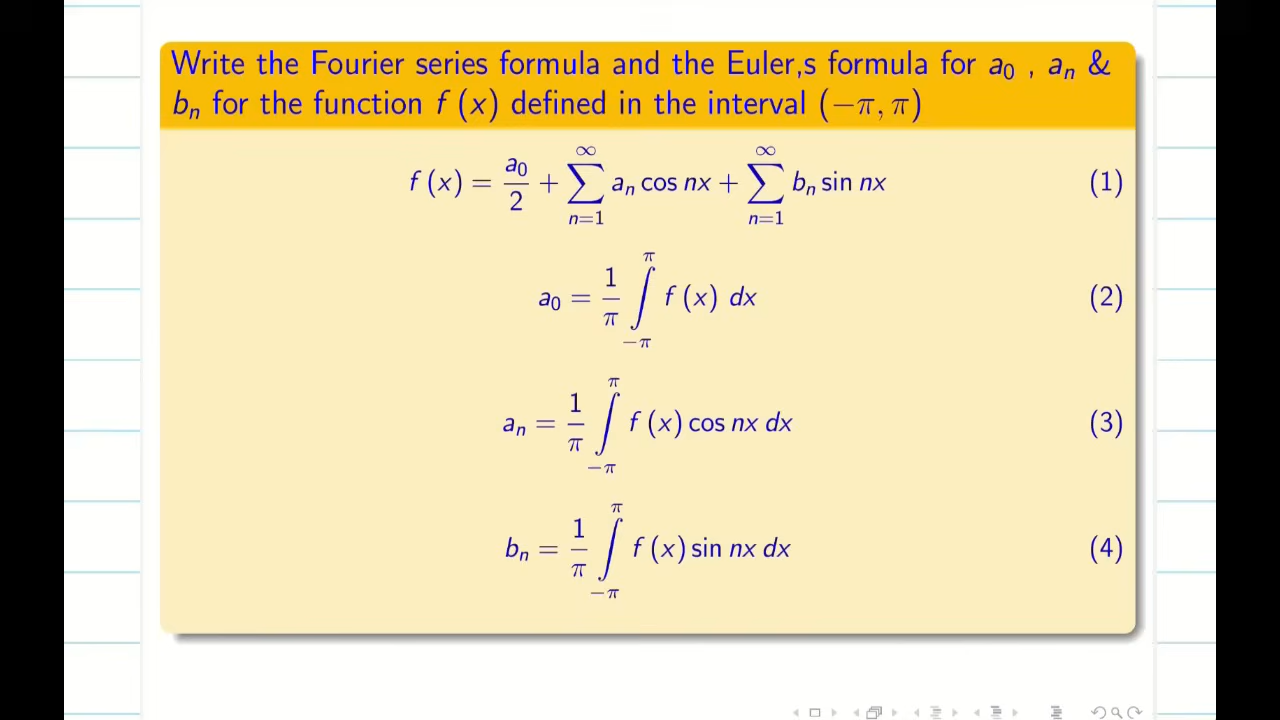 Write the Fourier series formula and the Euler,s formula for a₀ , aₙ &
bₙ for the function f (x) defined in the interval (−π, π)
f (x) = a₀/2 + ∑_{n=1}^{∞} aₙ cos nx + ∑_{n=1}^{∞} bₙ sin nx (1)
a₀ = 1/π ∫_{−π}^{π} f (x) dx (2)
aₙ = 1/π ∫_{−π}^{π} f (x) cos nx dx (3)
bₙ = 1/π ∫_{−π}^{π} f (x) sin nx dx (4)